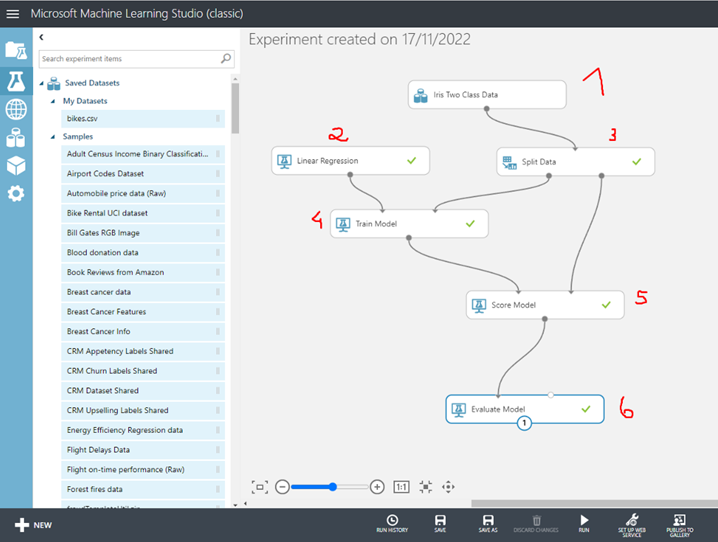 Microsoft Machine Learning Studio (classic)
Search experiment items
Saved Datasets
My Datasets
bikes.csv
Samples
Adult Census Income Binary Classificati...
Airport Codes Dataset
Automobile price data (Raw)
Bike Rental UCI dataset
Bill Gates RGB Image
Blood donation data
Book Reviews from Amazon
Breast cancer data
Breast Cancer Features
Breast Cancer Info
CRM Appetency Labels Shared
CRM Churn Labels Shared
CRM Dataset Shared
CRM Upselling Labels Shared
Energy Efficiency Regression data
Flight Delays Data
Flight on-time performance (Raw)
Forest fires data
Experiment created on 17/11/2022
Iris Two Class Data
1
2
3
Linear Regression
Split Data
4
Train Model
Score Model
5
Evaluate Model
6
1
1:1
NEW
RUN HISTORY
SAVE
SAVE AS
DISCARD CHANGES
RUN
SET UP WEB
SERVICE
PUBLISH TO
GALLERY